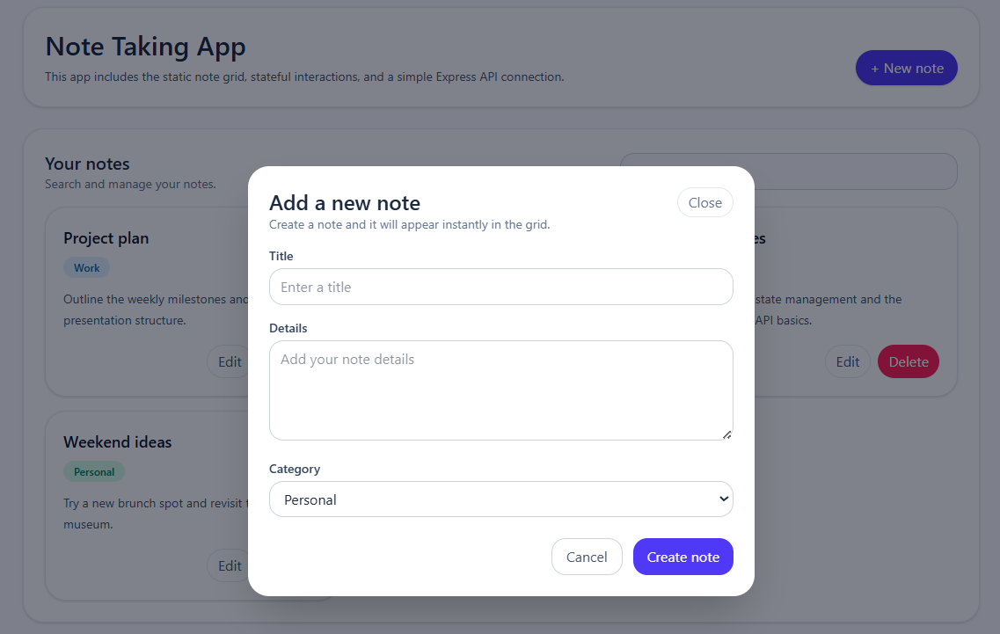 Note Taking App
This app includes the static note grid, stateful interactions, and a simple Express API connection.
+ New note
Your notes
Search and manage your notes.
Project plan
Work
Outline the weekly milestones and
presentation structure.
Edit
state management and the
API basics.
Edit
Delete
Weekend ideas
Personal
Try a new brunch spot and revisit
museum.
Edit
Add a new note
Close
Create a note and it will appear instantly in the grid.
Title
Enter a title
Details
Add your note details
Category
Personal
Cancel
Create note